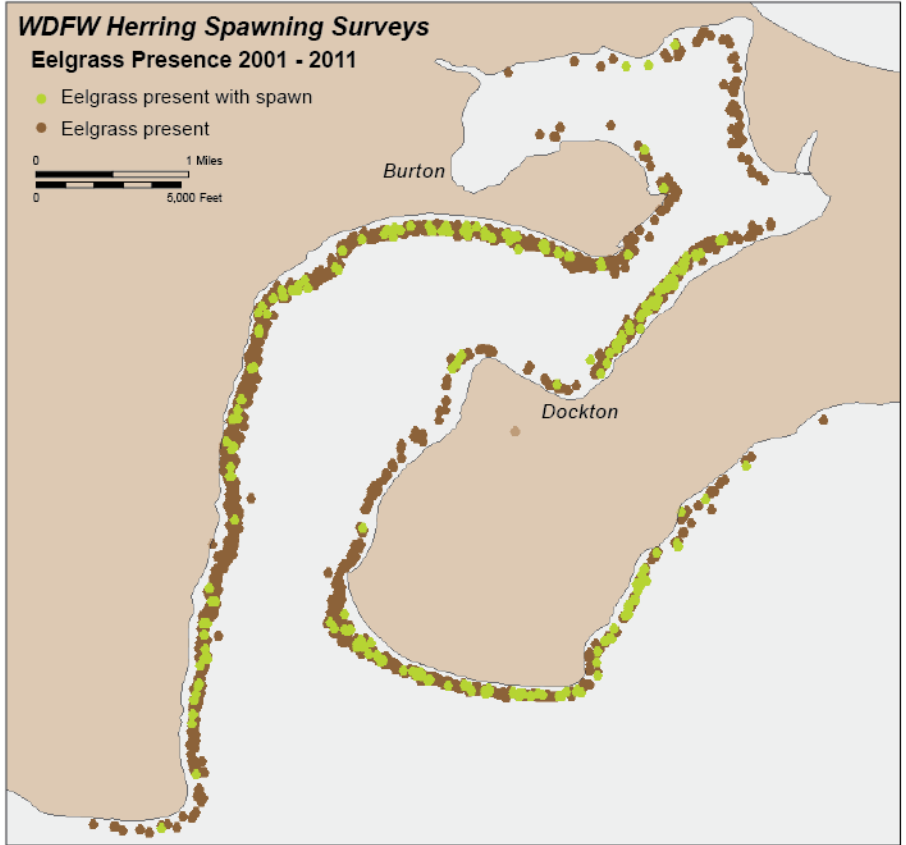 WDFW Herring Spawning Surveys
Eelgrass Presence 2001 - 2011
Eelgrass present with spawn
Eelgrass present
0 1 Miles
0 5,000 Feet
Burton
Dockton